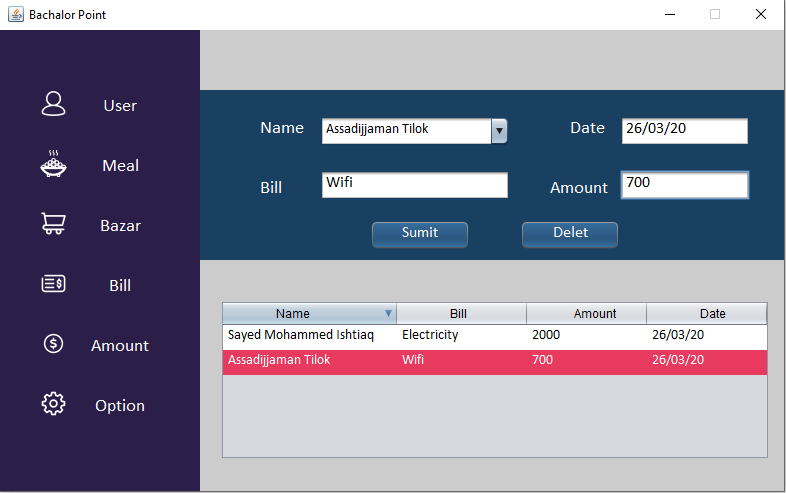 Bachalor Point
User
Meal
Bazar
Bill
Amount
Option
Name Assadijjaman Tilok Date 26/03/20
Bill Wifi Amount 700
Sumit Delet
Name Bill Amount Date
Sayed Mohammed Ishtiaq Electricity 2000 26/03/20
Assadijjaman Tilok Wifi 700 26/03/20